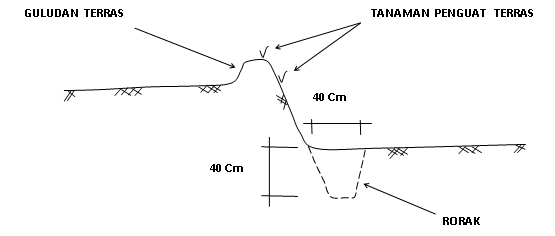 GULUDAN TERRAS
TANAMAN PENGUAT TERRAS
40 Cm
40 Cm
RORAK